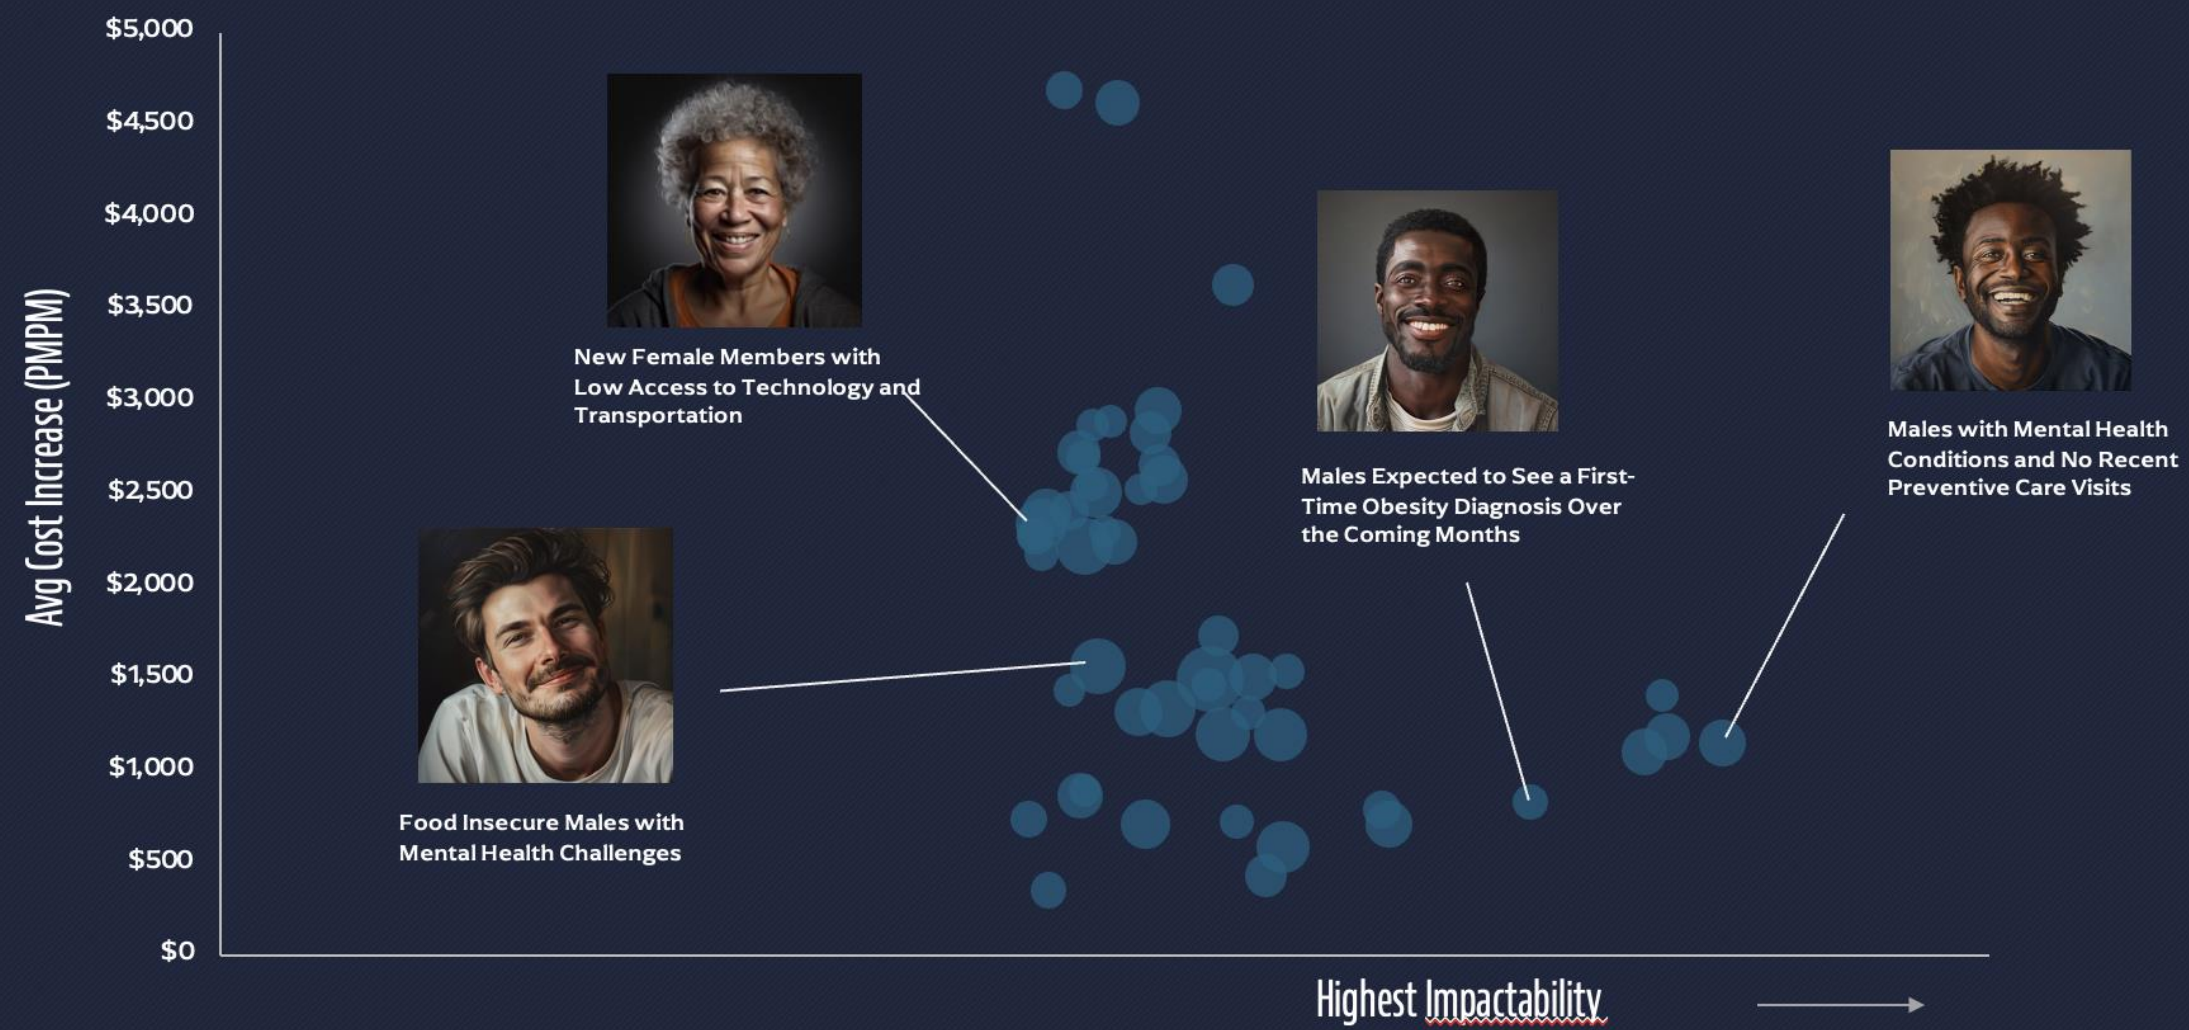 $5,000
$4,500
$4,000
$3,500
$3,000
$2,500
$2,000
$1,500
$1,000
$500
$0
Avg Cost Increase (PMPM)
New Female Members with
Low Access to Technology and
Transportation
Food Insecure Males with
Mental Health Challenges
Males Expected to See a First-
Time Obesity Diagnosis Over
the Coming Months
Males with Mental Health
Conditions and No Recent
Preventive Care Visits
Highest Impactability